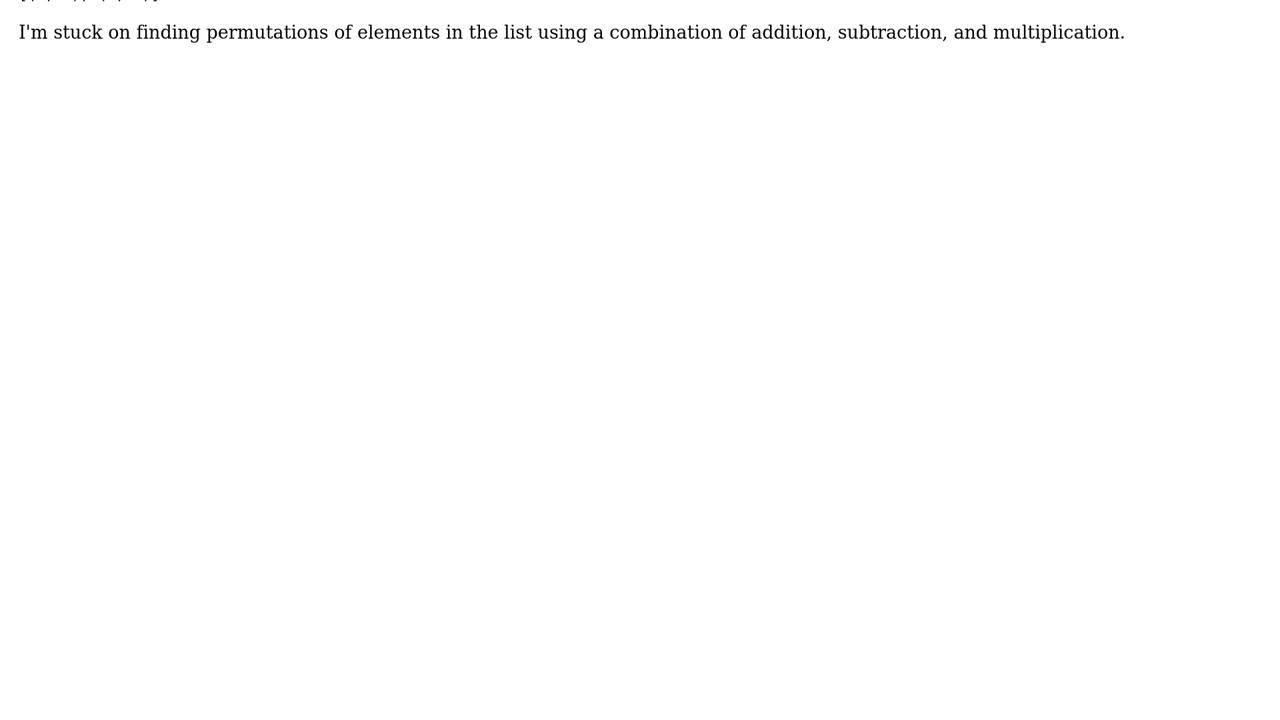 I'm stuck on finding permutations of elements in the list using a combination of addition, subtraction, and multiplication.